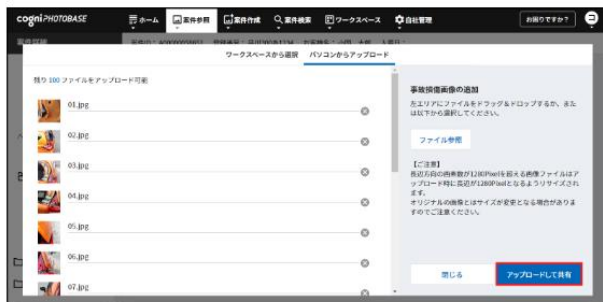 cogni PHOTOBASE
ホーム
案件参照
案件作成
案件検索
ワークスペース
自社管理
お困りですか?
ワークスペースから選択
パソコンからアップロード
残り 100 ファイルをアップロード可能
01.jpg
02.jpg
03.jpg
04.jpg
05.jpg
06.jpg
07.jpg
事故損傷画像の追加
左エリアにファイルをドラッグ&ドロップするか、また
は以下から選択してください。
ファイル参照
【ご注意】
長辺方向の画素数が1280Pixelを超える画像ファイルはア
ップロード時に長辺が1280Pixelとなるようリサイズされ
ます。
オリジナルの画像とはサイズが変更となる場合がありま
すのでご注意ください。
閉じる
アップロードして共有